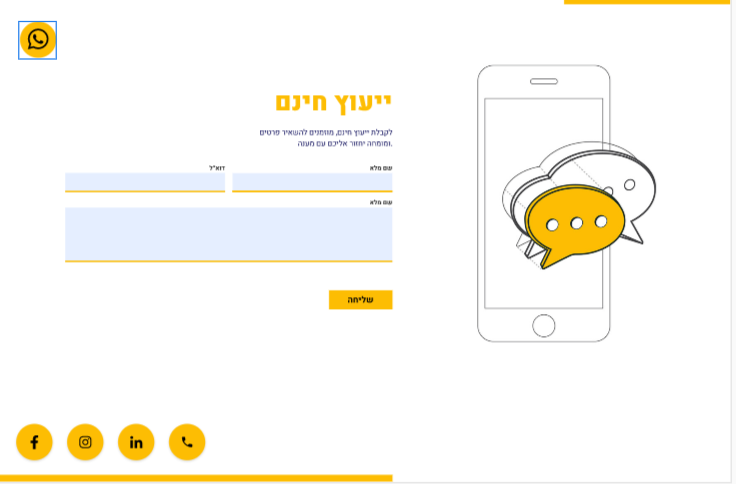 ייעוץ חינם
לקבלת ייעוץ חינם, מוזמנים להשאיר פרטים
.ומומחה יחזור אליכם עם מענה
שם מלא
דוא"ל
שם מלא
שליחה